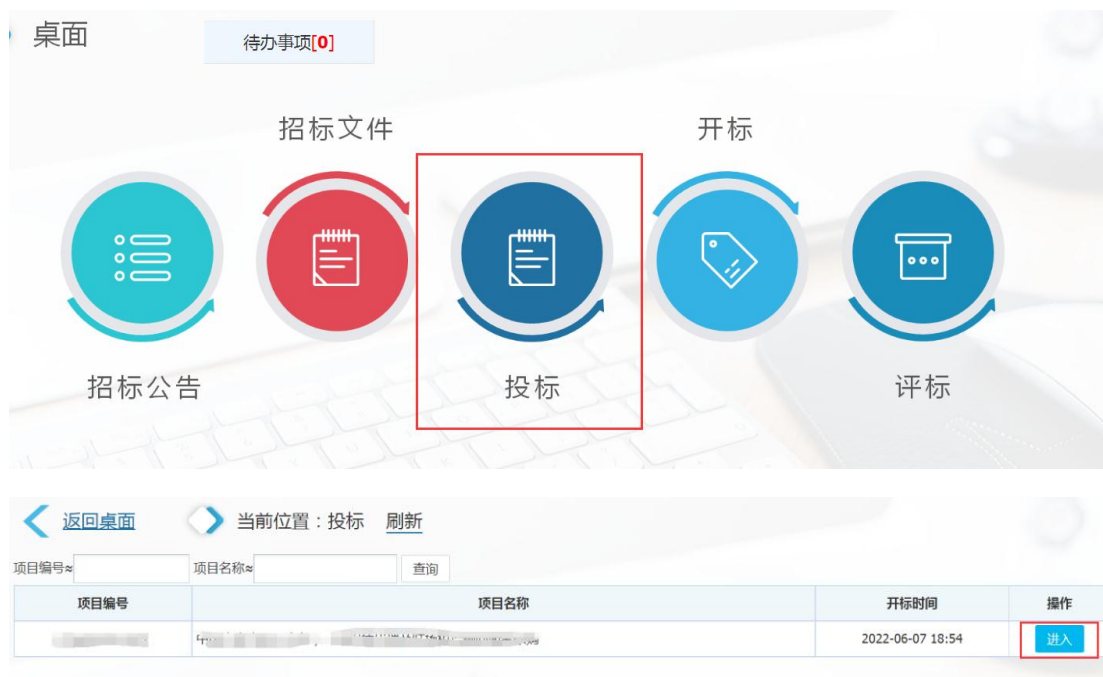 桌面
待办事项[0]
招标文件
开标
招标公告
投标
评标
返回桌面 当前位置：投标 刷新
项目编号≈ 项目名称≈ 查询
项目编号 项目名称 开标时间 操作
2022-06-07 18:54 进入